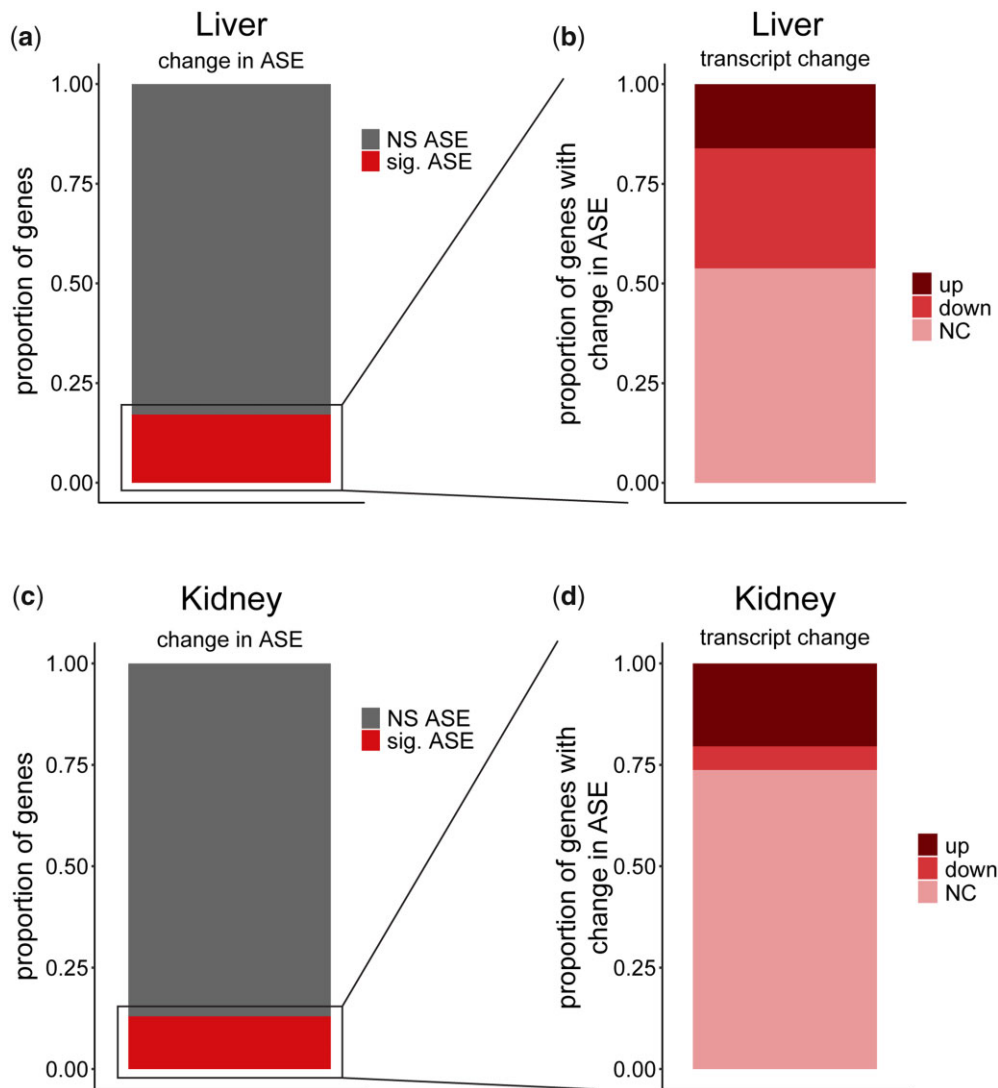 (a)
Liver
change in ASE
proportion of genes
1.00
0.75
0.50
0.25
0.00
NS ASE
sig. ASE
(b)
Liver
transcript change
proportion of genes with
change in ASE
1.00
0.75
0.50
0.25
0.00
up
down
NC
(c)
Kidney
change in ASE
proportion of genes
1.00
0.75
0.50
0.25
0.00
NS ASE
sig. ASE
(d)
Kidney
transcript change
proportion of genes with
change in ASE
1.00
0.75
0.50
0.25
0.00
up
down
NC